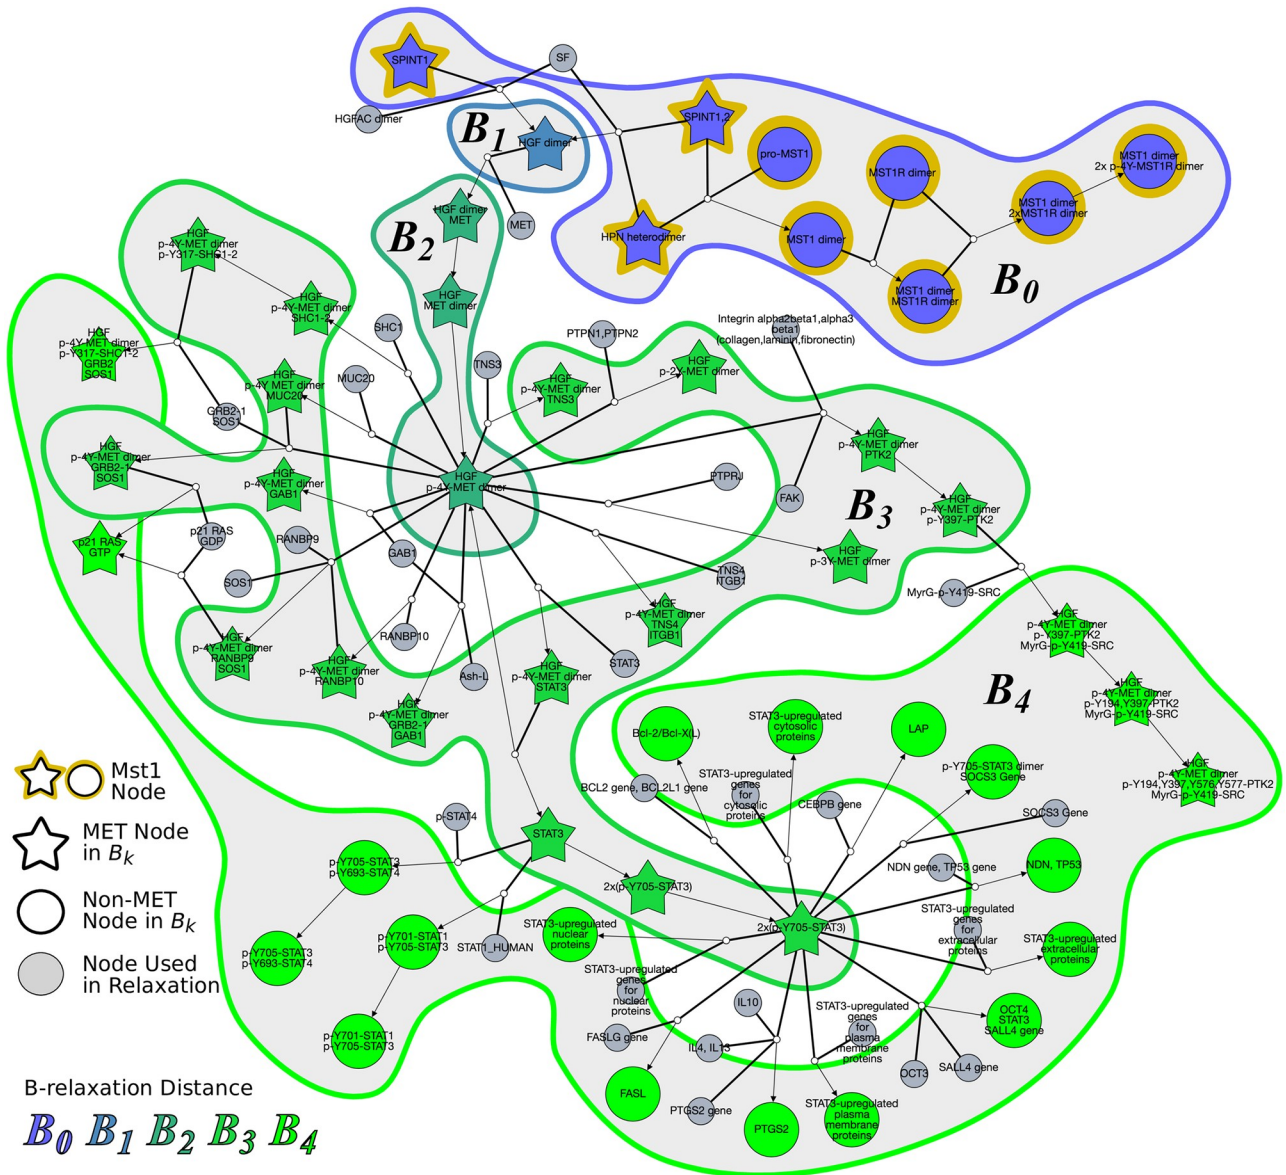 SPINT1
SF
HGFAC dimer
B1
HGF dimer
SPINT1,2
pro-MST1
MST1R dimer
MST1 dimer
2x p-4Y-MST1R dimer
MST1 dimer
2xMST1R dimer
HGF dimer
MET
MET
B2
HPN heterodimer
MST1 dimer
MST1 dimer
MST1R dimer
B0
HGF
p-4Y-MET dimer
p-Y317-SHC1-2
HGF
p-4Y-MET dimer
SHC1-2
HGF
MET dimer
SHC1
PTPN1,PTPN2
Integrin alpha2beta1,alpha3
beta1
(collagen,laminin,fibronectin)
HGF
p-4Y-MET dimer
p-Y317-SHC1-2
GRB2
SOS1
HGF
p-4Y-MET dimer
MUC20
MUC20
TNS3
HGF
p-4Y-MET dimer
TNS3
HGF
p-2Y-MET dimer
GRB2-1
SOS1
HGF
p-4Y-MET dimer
PTK2
HGF
p-4Y-MET dimer
GRB2-1
SOS1
HGF
p-4Y-MET dimer
GAB1
HGF
p-4Y-MET dimer
PTPRJ
FAK
B3
HGF
p-4Y-MET dimer
p-Y397-PTK2
p21 RAS
GTP
p21 RAS
GDP
RANBP9
GAB1
HGF
p-3Y-MET dimer
SOS1
TNS4
ITGB1
MyrG-p-Y419-SRC
HGF
p-4Y-MET dimer
RANBP9
SOS1
RANBP10
HGF
p-4Y-MET dimer
TNS4
ITGB1
HGF
p-4Y-MET dimer
p-Y397-PTK2
MyrG-p-Y419-SRC
HGF
p-4Y-MET dimer
RANBP10
Ash-L
HGF
p-4Y-MET dimer
STAT3
STAT3
B4
HGF
p-4Y-MET dimer
p-Y194,Y397-PTK2
MyrG-p-Y419-SRC
HGF
p-4Y-MET dimer
GRB2-1
GAB1
Bcl-2/Bcl-X(L)
STAT3-upregulated
cytosolic
proteins
LAP
HGF
p-4Y-MET dimer
p-Y194,Y397,Y576,Y577-PTK2
MyrG-p-Y419-SRC
Mst1
Node
BCL2 gene, BCL2L1 gene
STAT3-upregulated
genes
for
cytosolic
proteins
CEBPB gene
p-Y705-STAT3 dimer
SOCS3 Gene
SOCS3 Gene
MET Node
in Bk
p-STAT4
STAT3
p-Y705-STAT3
p-Y693-STAT4
2x(p-Y705-STAT3)
NDN gene, TP53 gene
NDN, TP53
Non-MET
Node in Bk
p-Y701-STAT1
p-Y705-STAT3
STAT1_HUMAN
STAT3-upregulated
nuclear
proteins
2x(p-Y705-STAT3)
STAT3-upregulated
genes
for
extracellular
proteins
STAT3-upregulated
extracellular
proteins
Node Used
in Relaxation
p-Y705-STAT3
p-Y693-STAT4
STAT3-upregulated
genes
for
nuclear
proteins
IL10
STAT3-upregulated
genes
for
plasma
membrane
proteins
OCT4
STAT3
SALL4 gene
p-Y701-STAT1
p-Y705-STAT3
FASLG gene
IL4, IL13
OCT3
SALL4 gene
B-relaxation Distance
B0 B1 B2 B3 B4
FASL
PTGS2 gene
PTGS2
STAT3-upregulated
plasma
membrane
proteins